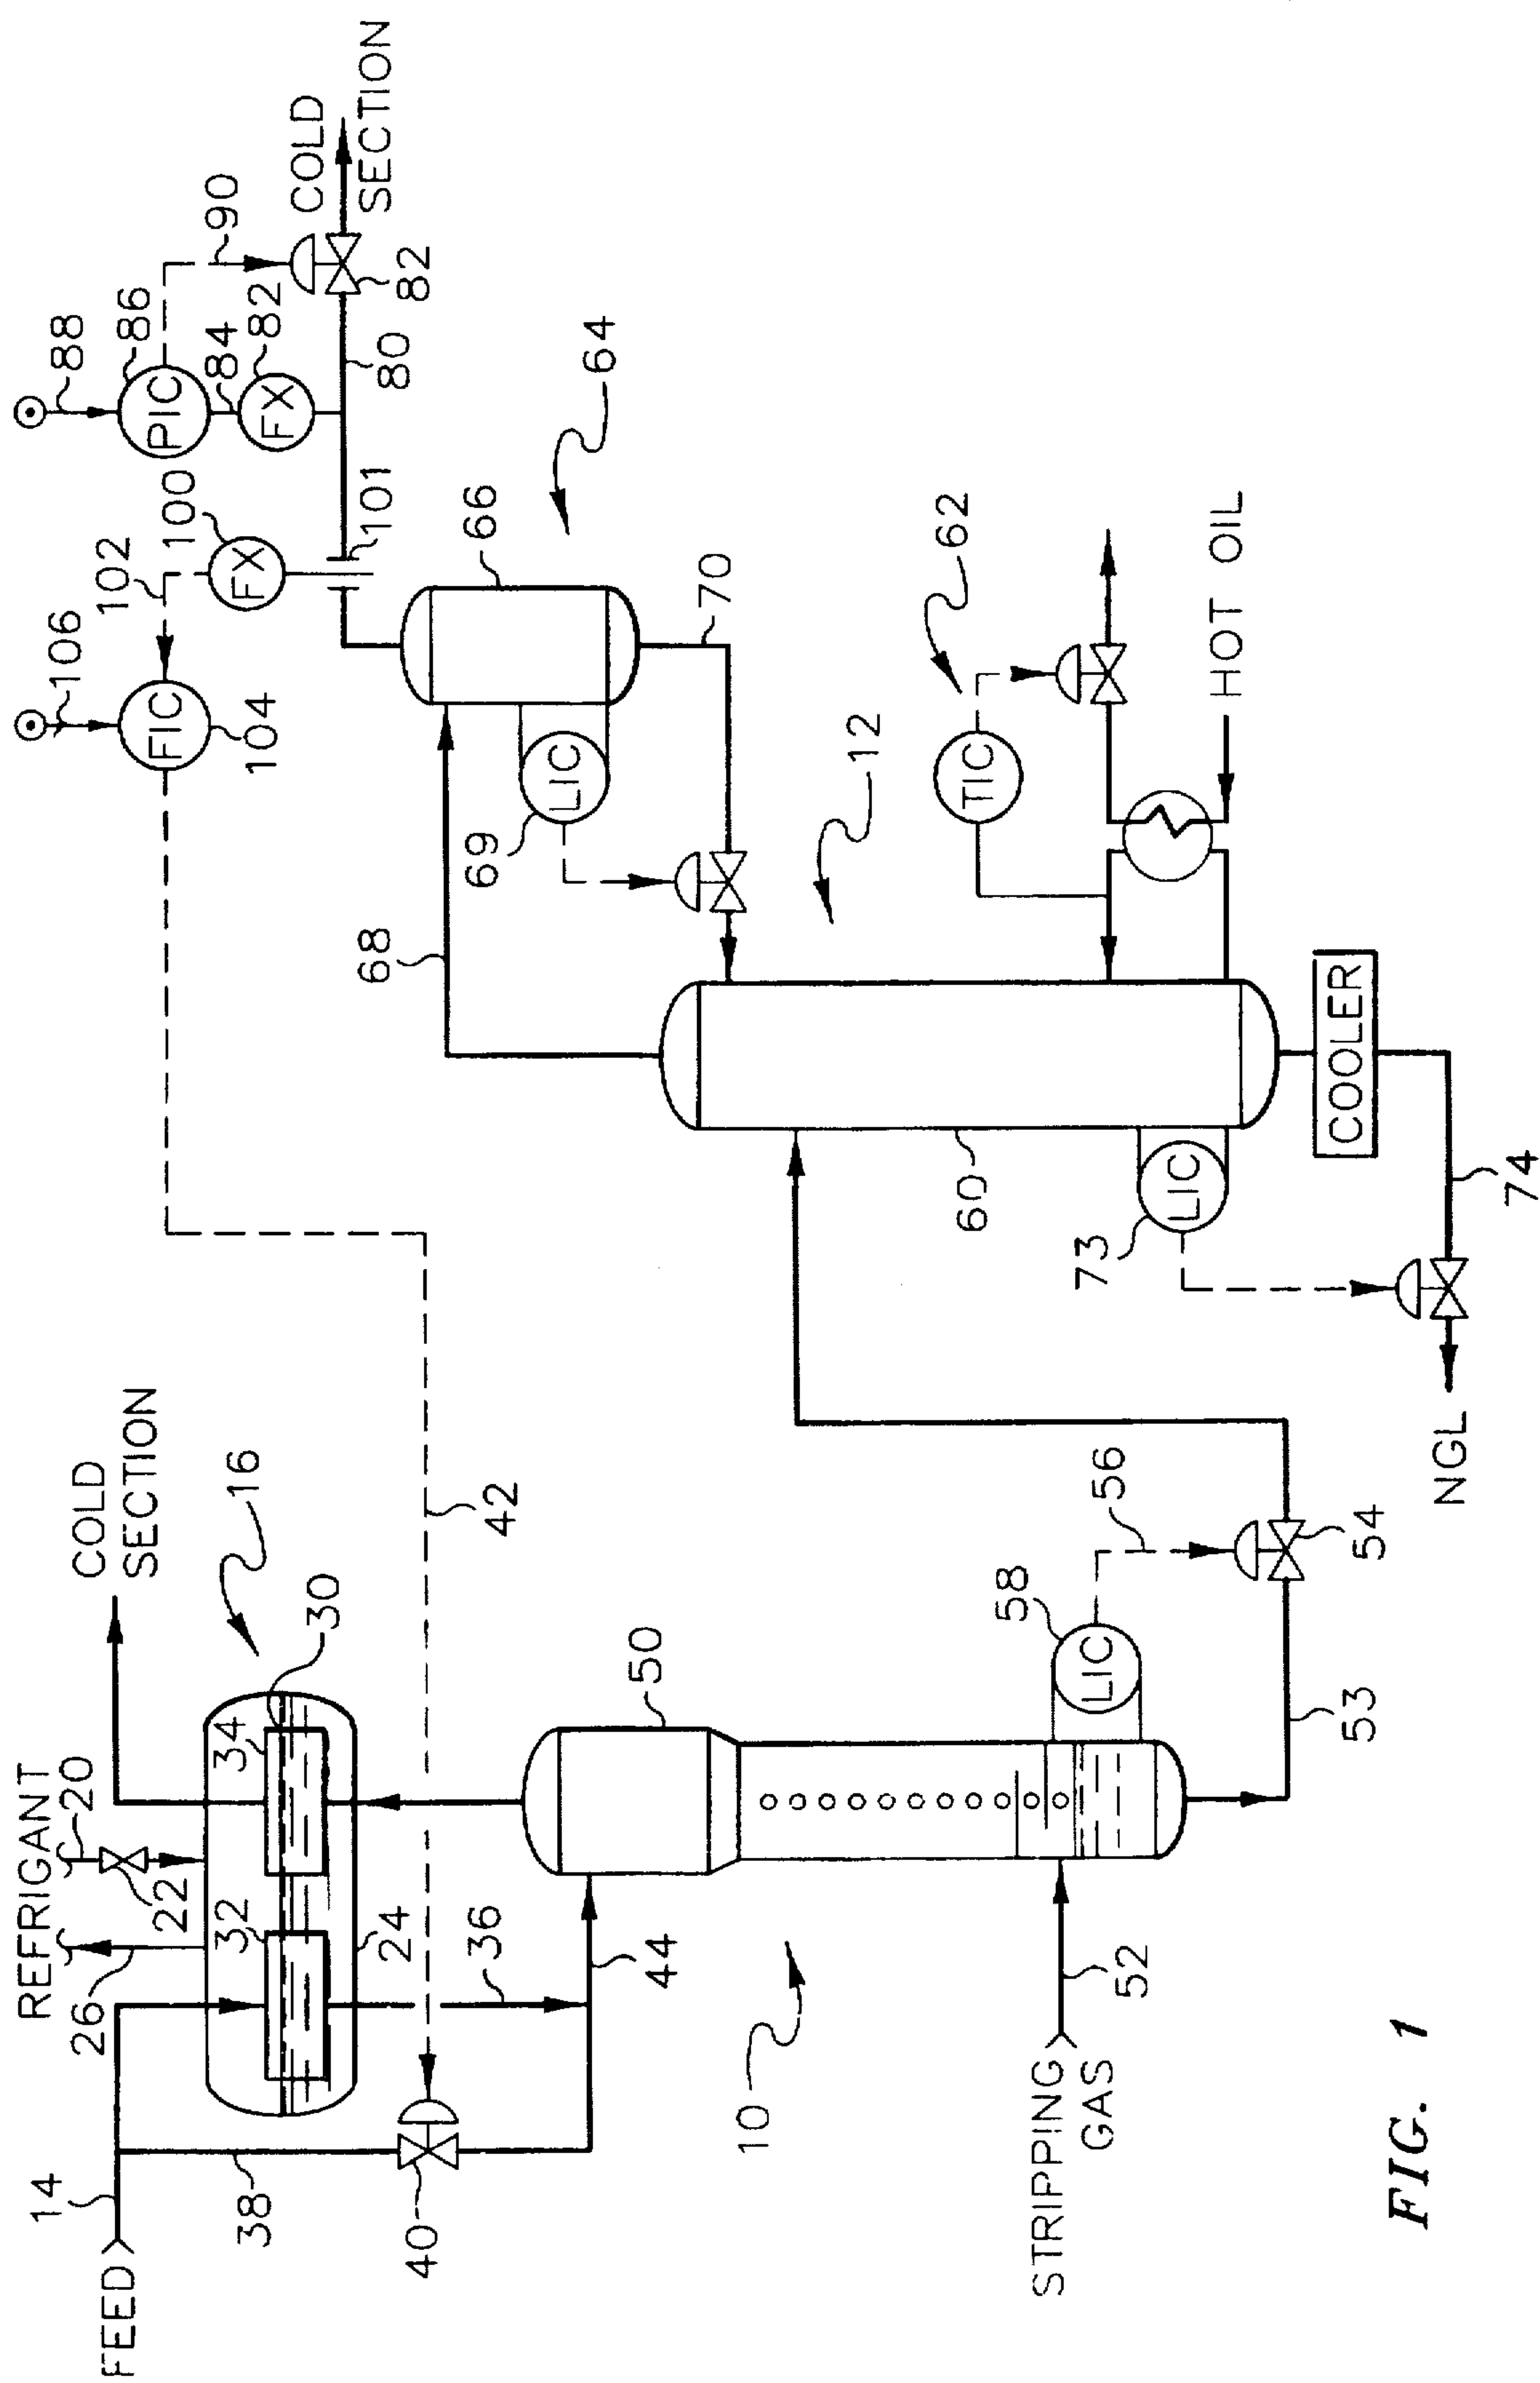 FEED
14
38
40
REFRIGANT
20
22
26
24
32
34
30
16
COLD
SECTION
36
44
42
10
50
STRIPPING
GAS
52
LIC
58
56
53
54
106
FIC
104
102
100
FX
101
88
PIC
86
84
FX
82
90
80
82
COLD
SECTION
68
66
64
LIC
69
70
12
62
TIC
HOT OIL
60
LIC
73
COOLER
74
NGL
FIG. 1